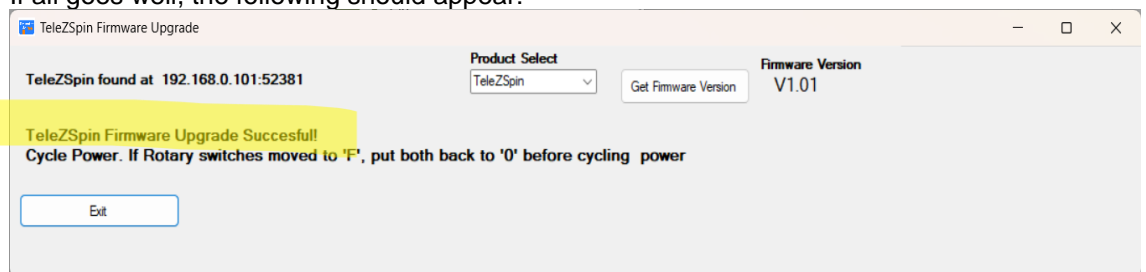 If all goes well, the following should appear:
TeleZSpin Firmware Upgrade
Product Select
Firmware Version
TeleZSpin found at 192.168.0.101:52381
TeleZSpin
Get Firmware Version
V1.01
TeleZSpin Firmware Upgrade Succesful!
Cycle Power. If Rotary switches moved to 'F', put both back to '0' before cycling power
Exit